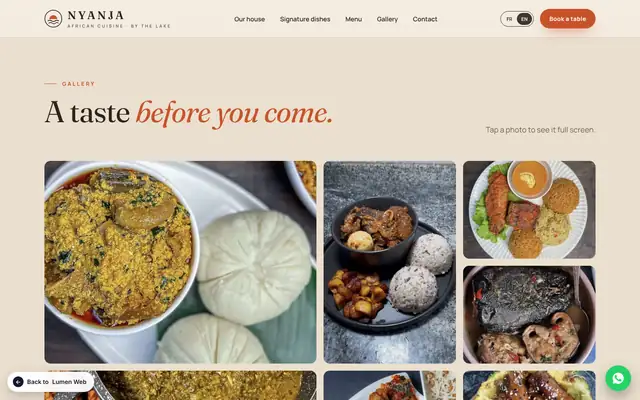 NYANJA
AFRICAN CUISINE · BY THE LAKE
Our house
Signature dishes
Menu
Gallery
Contact
FR
EN
Book a table
GALLERY
A taste before you come.
Tap a photo to see it full screen.
Back to Lumen Web